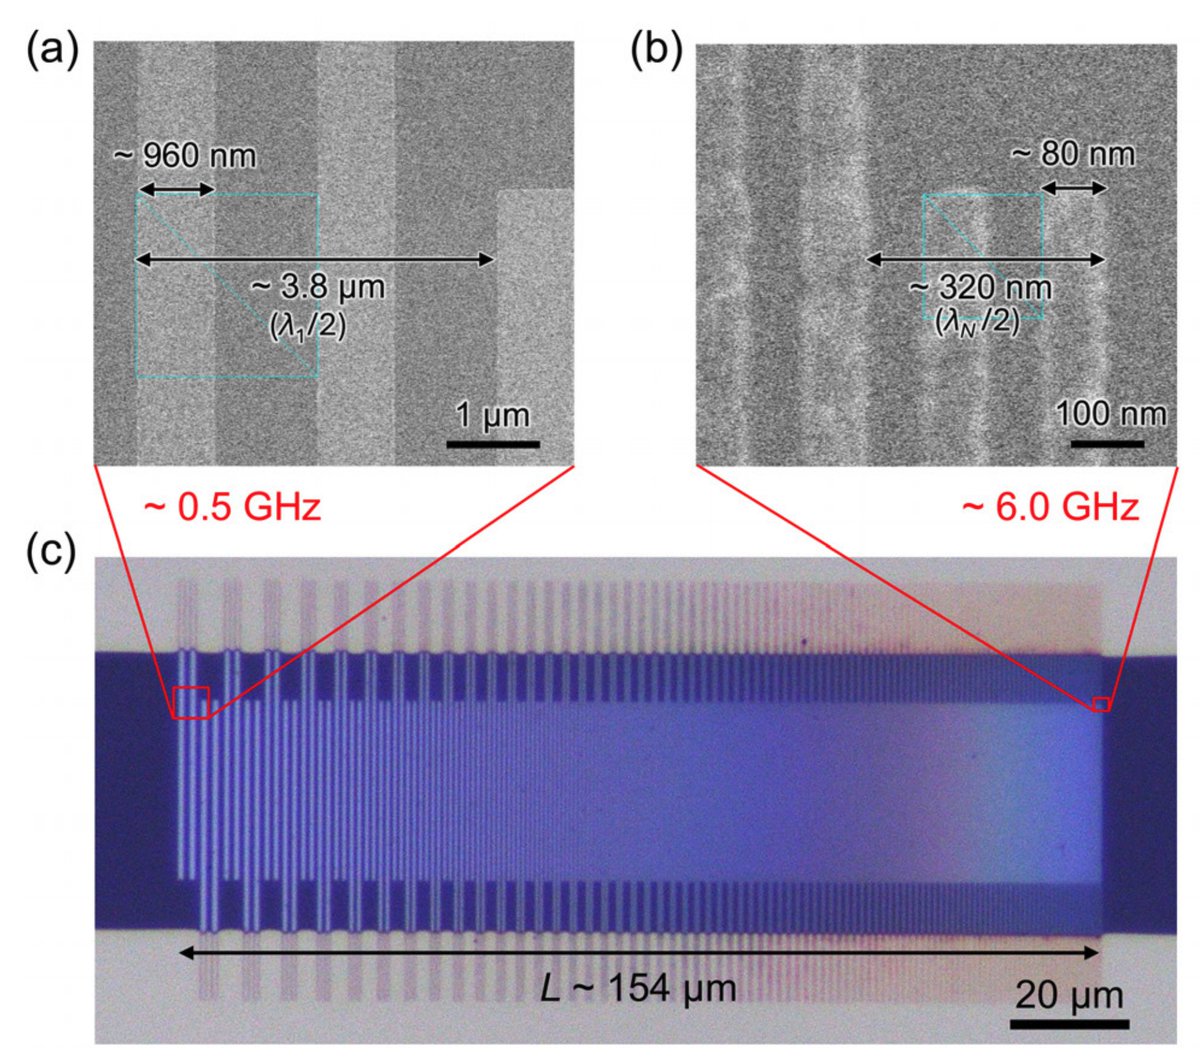 (a)
(b)
~ 960 nm
~ 3.8 µm
(λ₁/2)
1 µm
~ 80 nm
~ 320 nm
(λ_N/2)
100 nm
~ 0.5 GHz
~ 6.0 GHz
(c)
L ~ 154 µm
20 µm